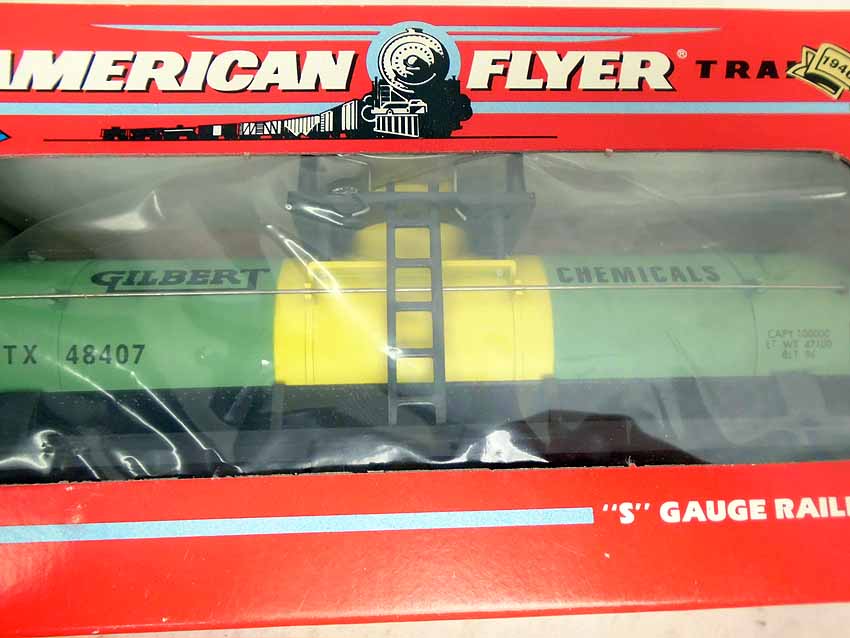 AMERICAN FLYER® TRA
1946
GILBERT CHEMICALS
TX 48407
CAPY 100000
LT WT 47100
BLT 96
"S" GAUGE RAIL